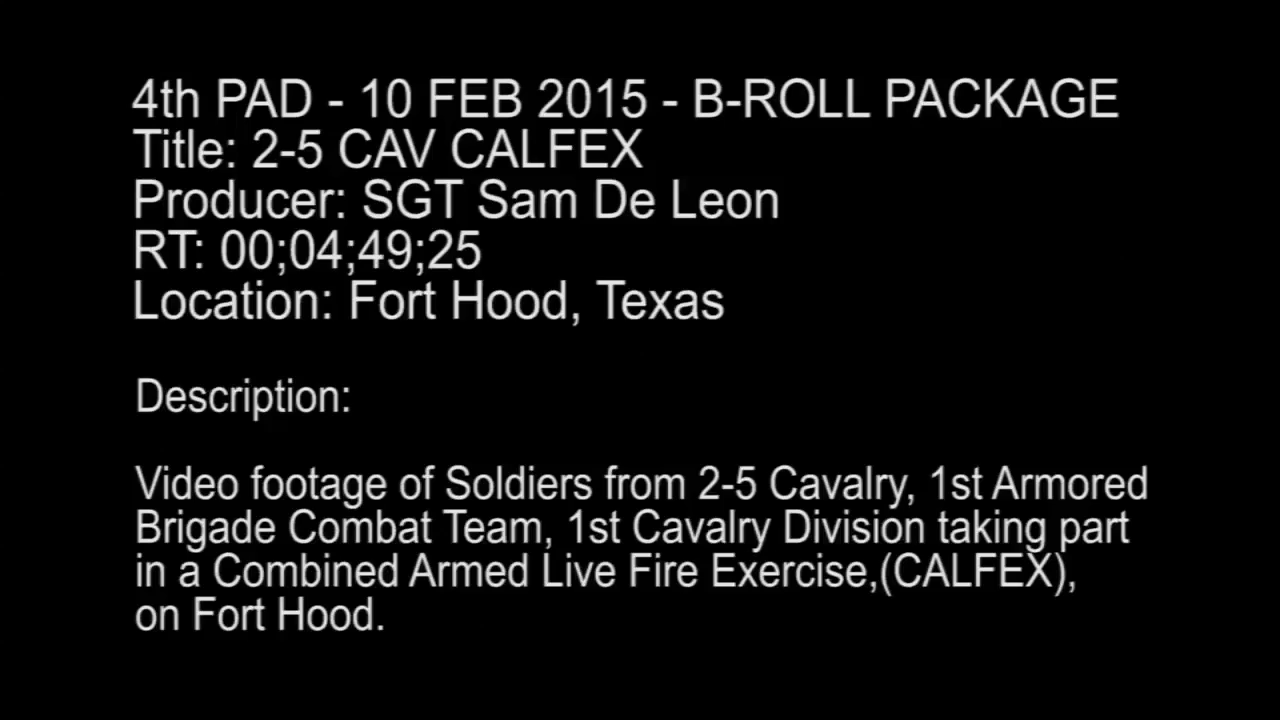 4th PAD - 10 FEB 2015 - B-ROLL PACKAGE
Title: 2-5 CAV CALFEX
Producer: SGT Sam De Leon
RT: 00;04;49;25
Location: Fort Hood, Texas
Description:
Video footage of Soldiers from 2-5 Cavalry, 1st Armored
Brigade Combat Team, 1st Cavalry Division taking part
in a Combined Armed Live Fire Exercise,(CALFEX),
on Fort Hood.